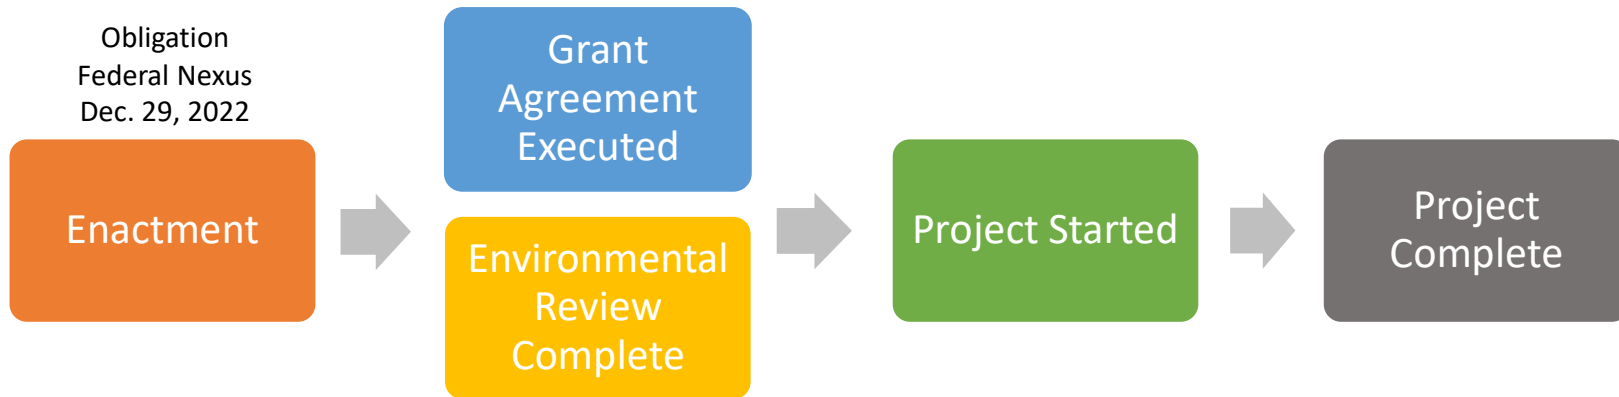 Obligation
Federal Nexus
Dec. 29, 2022
Enactment
Grant
Agreement
Executed
Environmental
Review
Complete
Project Started
Project
Complete